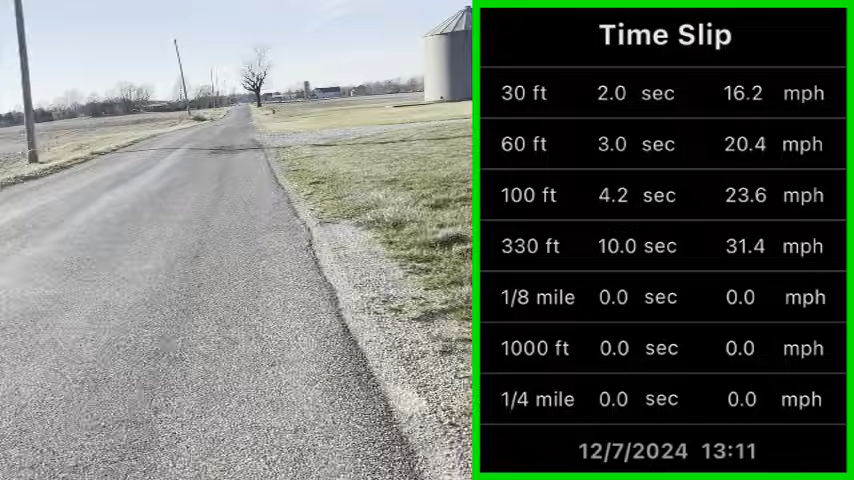 Time Slip
30 ft 2.0 sec 16.2 mph
60 ft 3.0 sec 20.4 mph
100 ft 4.2 sec 23.6 mph
330 ft 10.0 sec 31.4 mph
1/8 mile 0.0 sec 0.0 mph
1000 ft 0.0 sec 0.0 mph
1/4 mile 0.0 sec 0.0 mph
12/7/2024 13:11